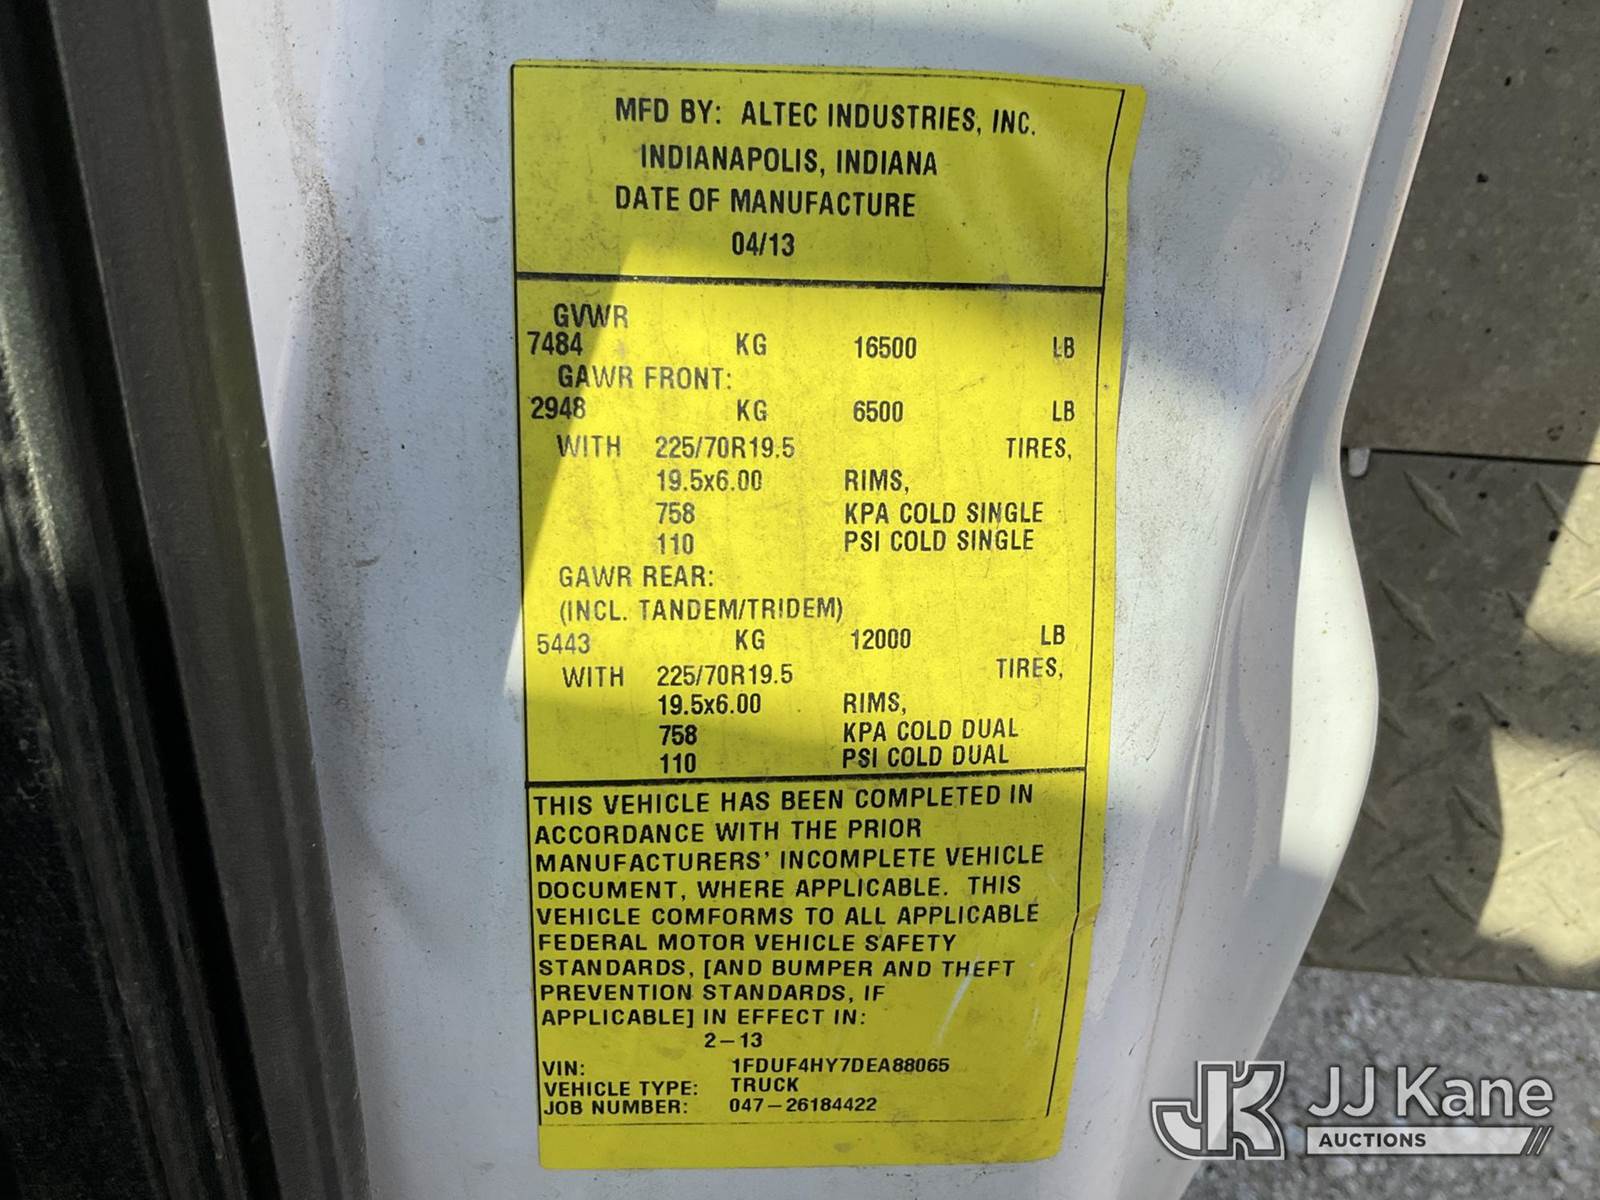 MFD BY: ALTEC INDUSTRIES, INC.
INDIANAPOLIS, INDIANA
DATE OF MANUFACTURE
04/13
GVWR
7484 KG 16500 LB
GAWR FRONT:
2948 KG 6500 LB
WITH 225/70R19.5 TIRES,
19.5x6.00 RIMS,
758 KPA COLD SINGLE
110 PSI COLD SINGLE
GAWR REAR:
(INCL. TANDEM/TRIDEM)
5443 KG 12000 LB
WITH 225/70R19.5 TIRES,
19.5x6.00 RIMS,
758 KPA COLD DUAL
110 PSI COLD DUAL
THIS VEHICLE HAS BEEN COMPLETED IN
ACCORDANCE WITH THE PRIOR
MANUFACTURERS' INCOMPLETE VEHICLE
DOCUMENT, WHERE APPLICABLE. THIS
VEHICLE COMFORMS TO ALL APPLICABLE
FEDERAL MOTOR VEHICLE SAFETY
STANDARDS, [AND BUMPER AND THEFT
PREVENTION STANDARDS, IF
APPLICABLE] IN EFFECT IN:
2-13
VIN: 1FDUF4HY7DEA88065
VEHICLE TYPE: TRUCK
JOB NUMBER: 047-26184422
JK JJ Kane
AUCTIONS